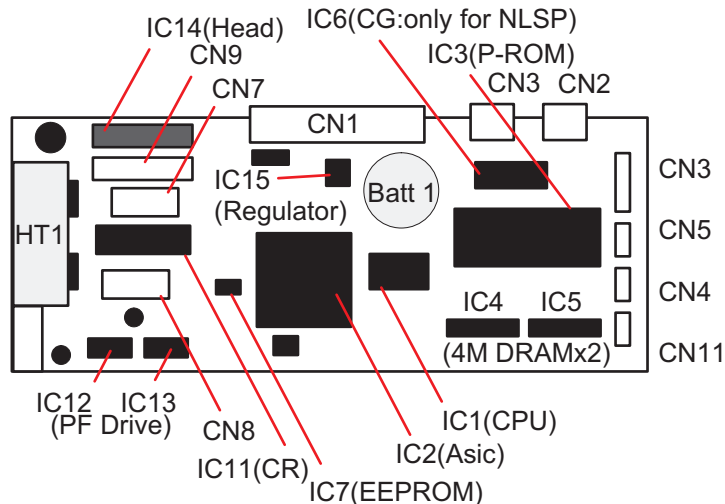 IC6(CG:only for NLSP)
IC14(Head)
IC3(P-ROM)
CN9
CN3
CN2
CN7
CN1
CN3
IC15
(Regulator)
Batt 1
HT1
CN5
CN4
IC4
IC5
(4M DRAMx2)
CN11
IC12
IC13
(PF Drive)
CN8
IC1(CPU)
IC11(CR)
IC2(Asic)
IC7(EEPROM)